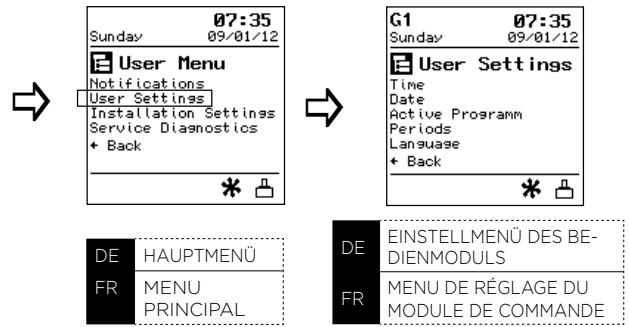 07:35
Sunday 09/01/12
User Menu
Notifications
User Settings
Installation Settings
Service Diagnostics
← Back
DE HAUPTMENÜ
FR MENU
PRINCIPAL
G1 07:35
Sunday 09/01/12
User Settings
Time
Date
Active Programm
Periods
Language
← Back
DE EINSTELLMENÜ DES BE-
DIENMODULS
FR MENU DE RÉGLAGE DU
MODULE DE COMMANDE